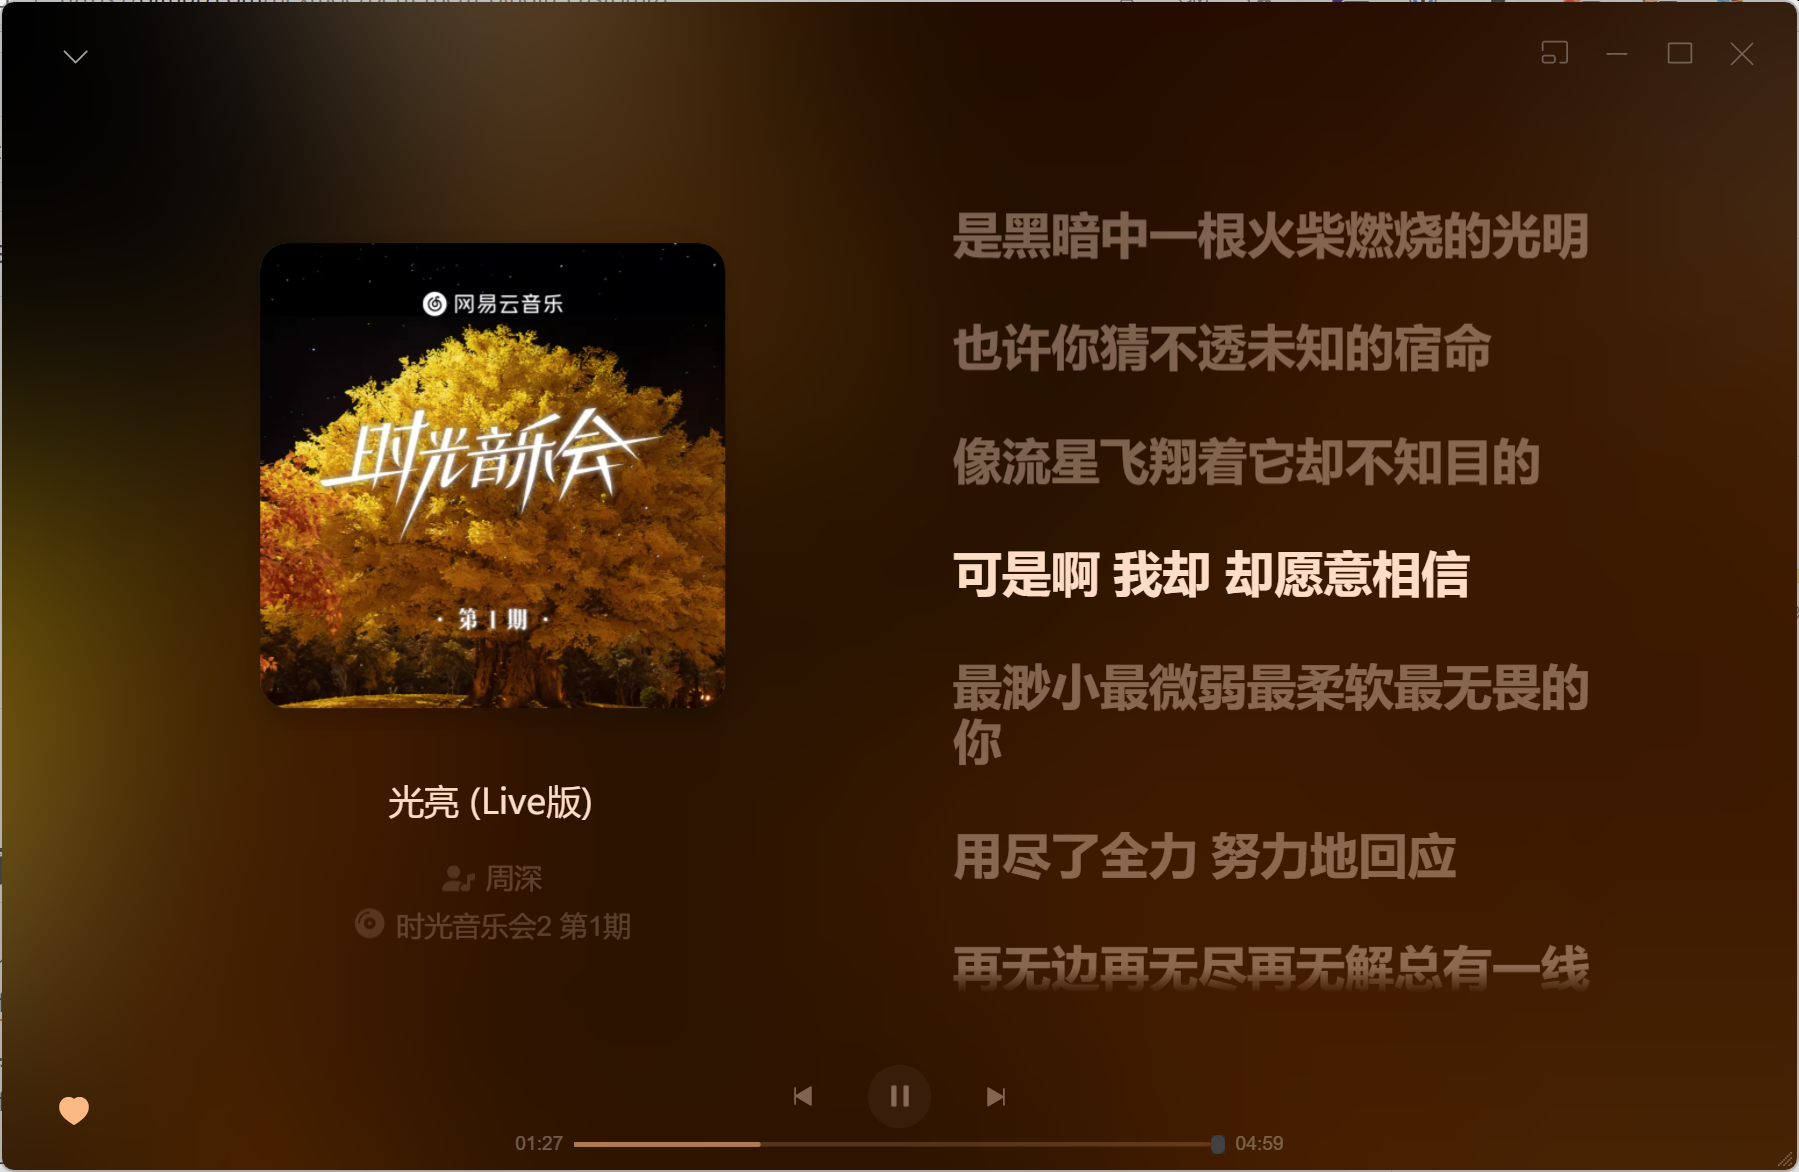 网易云音乐
时光音乐会
· 第1期 ·
光亮 (Live版)
周深
时光音乐会2 第1期
是黑暗中一根火柴燃烧的光明
也许你猜不透未知的宿命
像流星飞翔着它却不知目的
可是啊 我却 却愿意相信
最渺小最微弱最柔软最无畏的
你
用尽了全力 努力地回应
再无边再无尽再无解总有一线
01:27
04:59